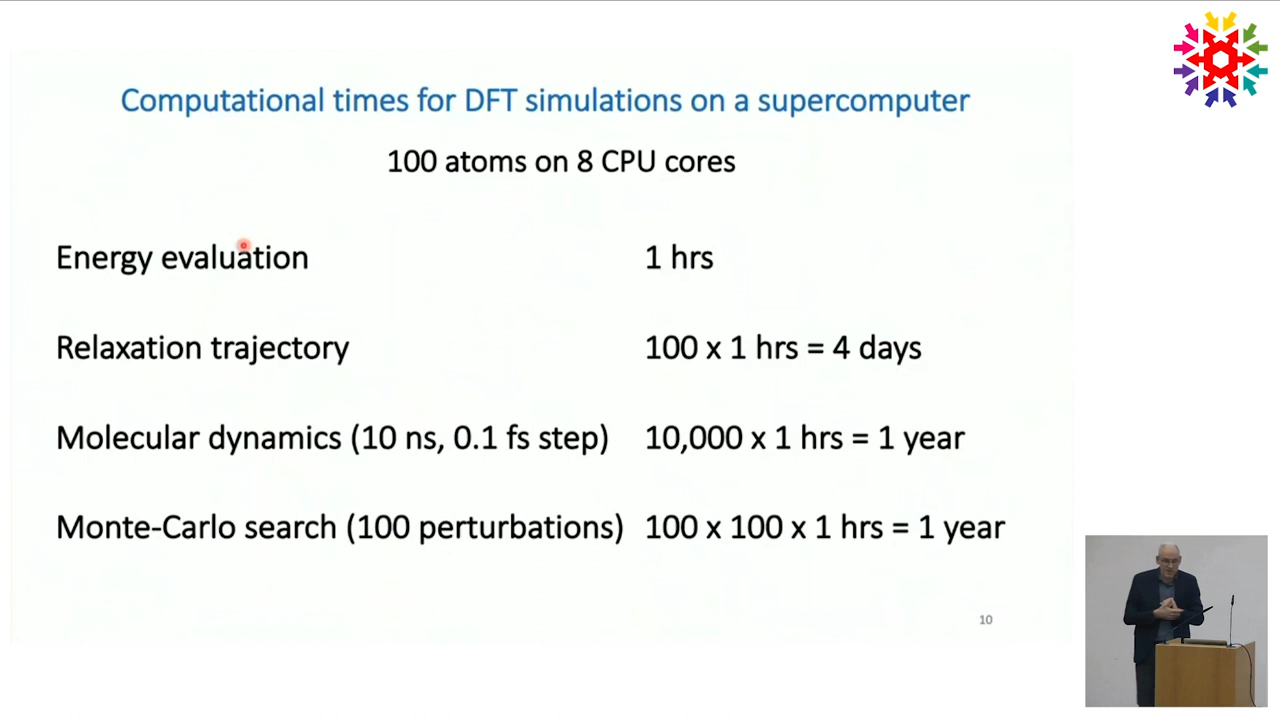 Computational times for DFT simulations on a supercomputer
100 atoms on 8 CPU cores
Energy evaluation 1 hrs
Relaxation trajectory 100 x 1 hrs = 4 days
Molecular dynamics (10 ns, 0.1 fs step) 10,000 x 1 hrs = 1 year
Monte-Carlo search (100 perturbations) 100 x 100 x 1 hrs = 1 year
10